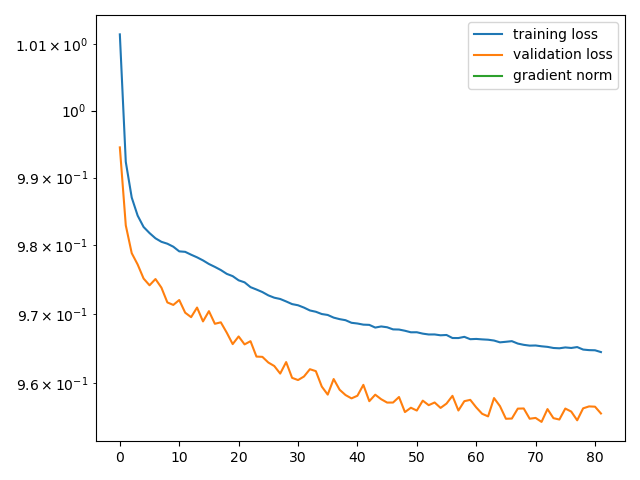 training loss
validation loss
gradient norm
1.01 × 10⁰
10⁰
9.9 × 10⁻¹
9.8 × 10⁻¹
9.7 × 10⁻¹
9.6 × 10⁻¹
0 10 20 30 40 50 60 70 80